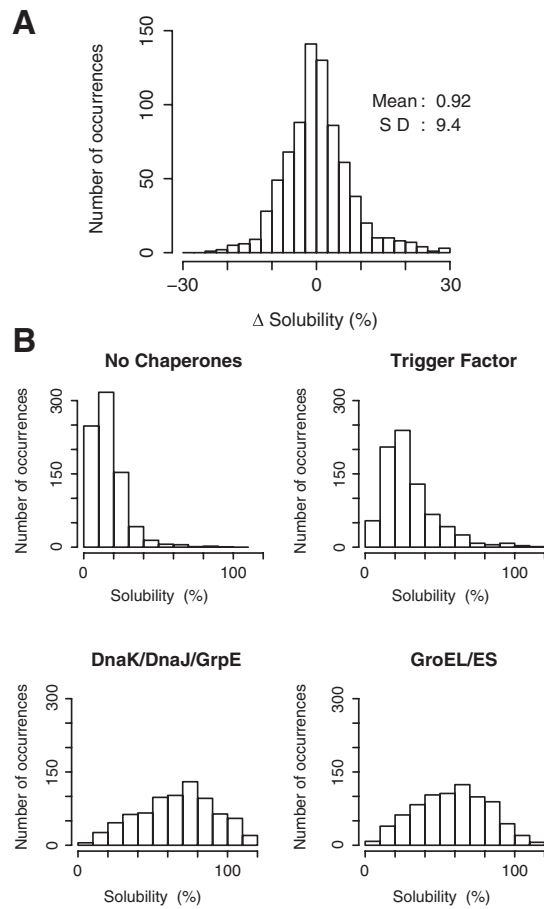 A
Number of occurrences
150
100
50
0
Mean : 0.92
S D : 9.4
−30
0
30
Δ Solubility (%)
B
No Chaperones
Number of occurrences
300
150
0
0
100
Solubility (%)
Trigger Factor
Number of occurrences
300
150
0
0
100
Solubility (%)
DnaK/DnaJ/GrpE
Number of occurrences
300
150
0
0
100
Solubility (%)
GroEL/ES
Number of occurrences
300
150
0
0
100
Solubility (%)